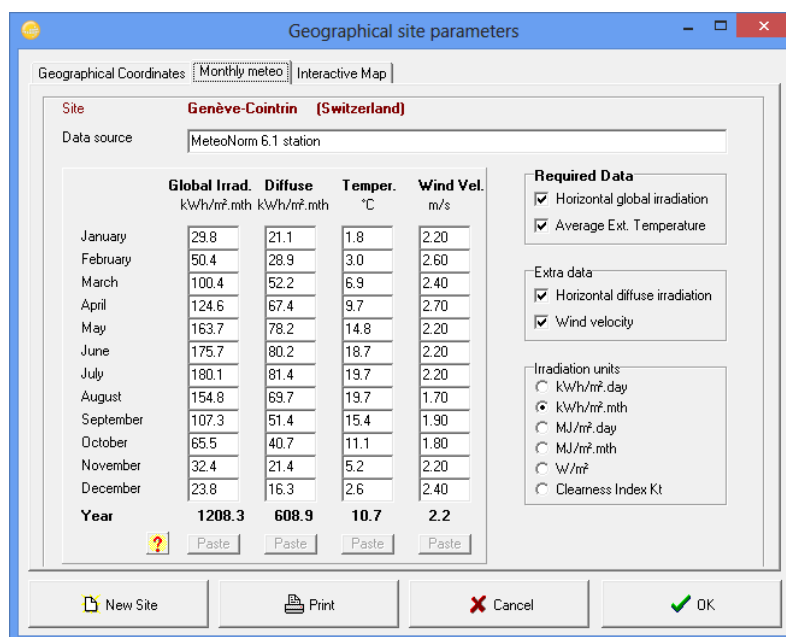 Geographical site parameters
Geographical Coordinates Monthly meteo Interactive Map
Site Genève-Cointrin (Switzerland)
Data source MeteoNorm 6.1 station
Global Irrad. Diffuse Temper. Wind Vel.
kWh/m².mth kWh/m².mth °C m/s
January 29.8 21.1 1.8 2.20
February 50.4 28.9 3.0 2.60
March 100.4 52.2 6.9 2.40
April 124.6 67.4 9.7 2.70
May 163.7 78.2 14.8 2.20
June 175.7 80.2 18.7 2.20
July 180.1 81.4 19.7 2.20
August 154.8 69.7 19.7 1.70
September 107.3 51.4 15.4 1.90
October 65.5 40.7 11.1 1.80
November 32.4 21.4 5.2 2.20
December 23.8 16.3 2.6 2.40
Year 1208.3 608.9 10.7 2.2
? Paste Paste Paste Paste
Required Data
Horizontal global irradiation
Average Ext. Temperature
Extra data
Horizontal diffuse irradiation
Wind velocity
Irradiation units
kWh/m².day
kWh/m².mth
MJ/m².day
MJ/m².mth
W/m²
Clearness Index Kt
New Site Print Cancel OK